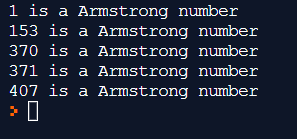 1 is a Armstrong number
153 is a Armstrong number
370 is a Armstrong number
371 is a Armstrong number
407 is a Armstrong number
>